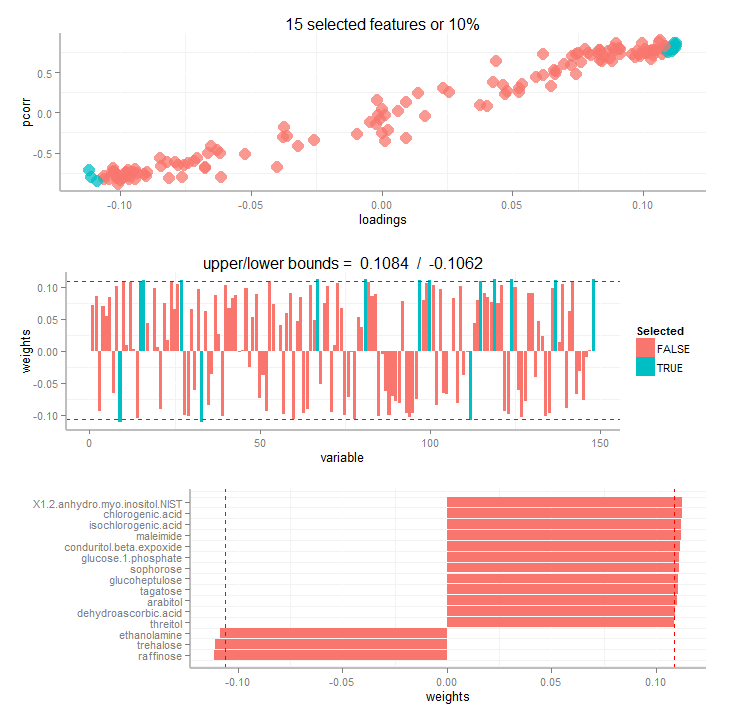 15 selected features or 10%
pcorr
0.5
0.0
-0.5
-0.10
-0.05
0.00
0.05
0.10
loadings
upper/lower bounds = 0.1084 / -0.1062
weights
0.10
0.05
0.00
-0.05
-0.10
0
50
100
150
variable
Selected
FALSE
TRUE
X1.2.anhydro.myo.inositol.NIST
chlorogenic.acid
isochlorogenic.acid
maleimide
conduritol.beta.expoxide
glucose.1.phosphate
sophorose
glucoheptulose
tagatose
arabitol
dehydroascorbic.acid
threitol
ethanolamine
trehalose
raffinose
-0.10
-0.05
0.00
0.05
0.10
weights